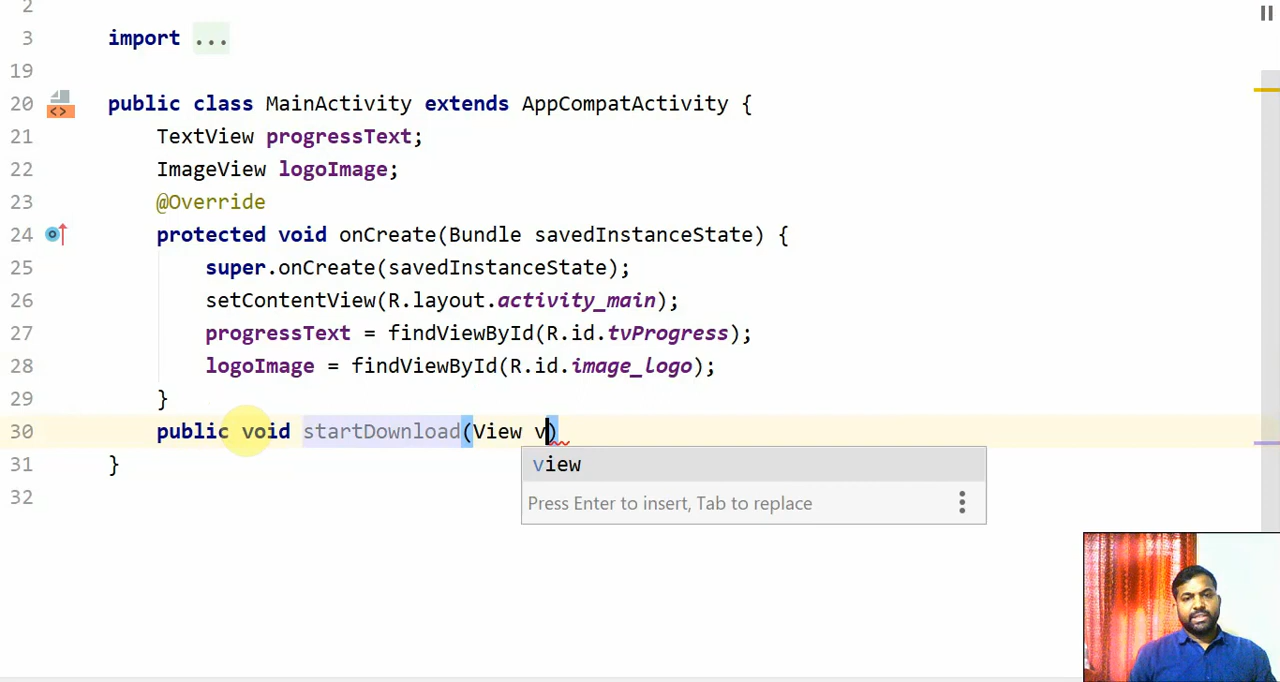 2
3 import ...
19
20 public class MainActivity extends AppCompatActivity {
21 TextView progressText;
22 ImageView logoImage;
23 @Override
24 protected void onCreate(Bundle savedInstanceState) {
25 super.onCreate(savedInstanceState);
26 setContentView(R.layout.activity_main);
27 progressText = findViewById(R.id.tvProgress);
28 logoImage = findViewById(R.id.image_logo);
29 }
30 public void startDownload(View v)
view
31 }
Press Enter to insert, Tab to replace
32